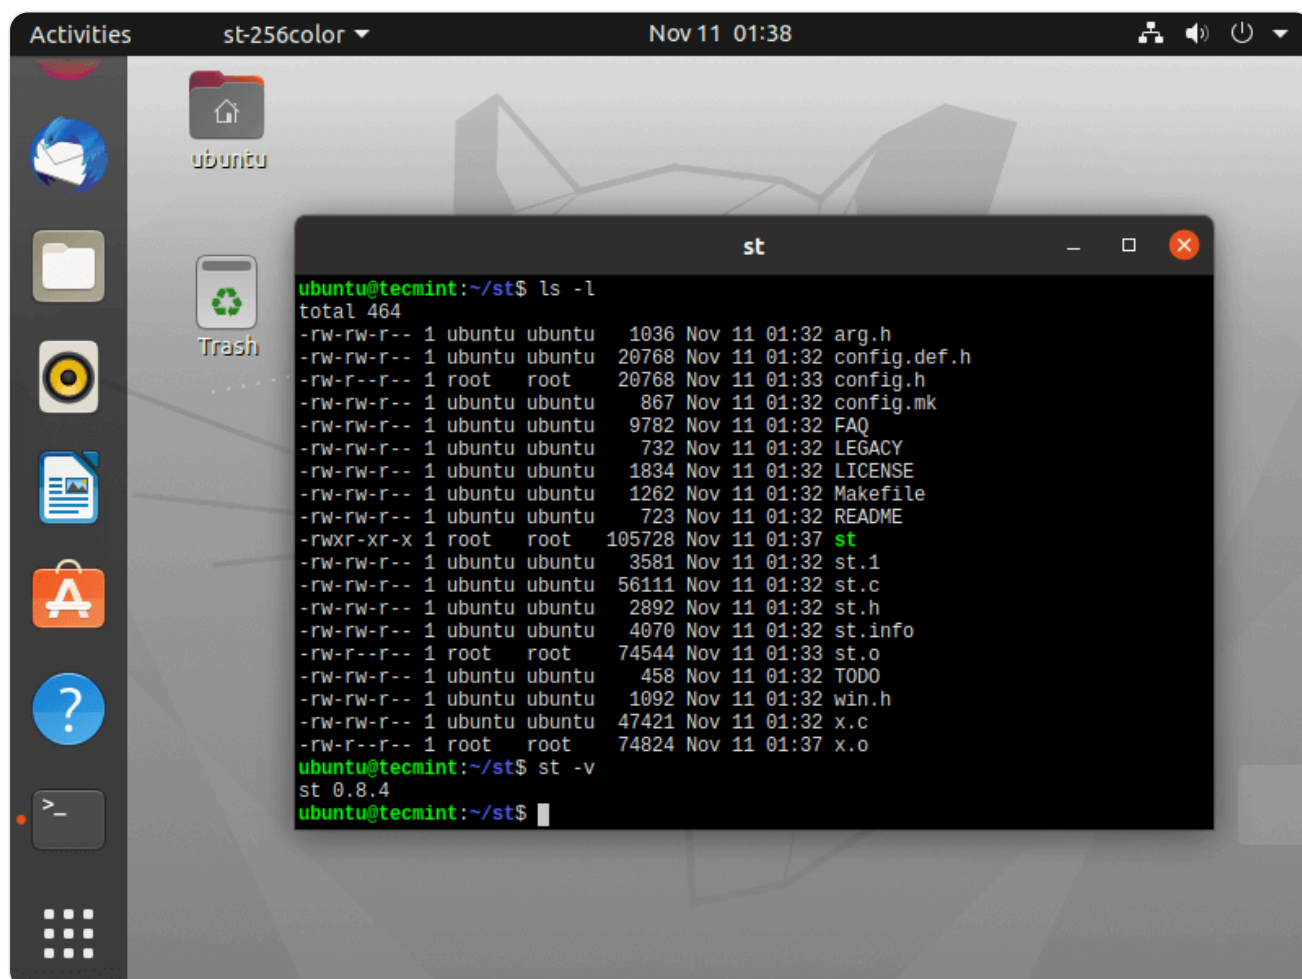 Activities st-256color Nov 11 01:38
ubuntu
Trash
st
ubuntu@tecmint:~/st$ ls -l
total 464
-rw-rw-r-- 1 ubuntu ubuntu   1036 Nov 11 01:32 arg.h
-rw-rw-r-- 1 ubuntu ubuntu  20768 Nov 11 01:32 config.def.h
-rw-r--r-- 1 root   root    20768 Nov 11 01:33 config.h
-rw-rw-r-- 1 ubuntu ubuntu    867 Nov 11 01:32 config.mk
-rw-rw-r-- 1 ubuntu ubuntu   9782 Nov 11 01:32 FAQ
-rw-rw-r-- 1 ubuntu ubuntu    732 Nov 11 01:32 LEGACY
-rw-rw-r-- 1 ubuntu ubuntu   1834 Nov 11 01:32 LICENSE
-rw-rw-r-- 1 ubuntu ubuntu   1262 Nov 11 01:32 Makefile
-rw-rw-r-- 1 ubuntu ubuntu    723 Nov 11 01:32 README
-rwxr-xr-x 1 root   root   105728 Nov 11 01:37 st
-rw-rw-r-- 1 ubuntu ubuntu   3581 Nov 11 01:32 st.1
-rw-rw-r-- 1 ubuntu ubuntu  56111 Nov 11 01:32 st.c
-rw-rw-r-- 1 ubuntu ubuntu   2892 Nov 11 01:32 st.h
-rw-rw-r-- 1 ubuntu ubuntu   4070 Nov 11 01:32 st.info
-rw-r--r-- 1 root   root    74544 Nov 11 01:33 st.o
-rw-rw-r-- 1 ubuntu ubuntu    458 Nov 11 01:32 TODO
-rw-rw-r-- 1 ubuntu ubuntu   1092 Nov 11 01:32 win.h
-rw-rw-r-- 1 ubuntu ubuntu  47421 Nov 11 01:32 x.c
-rw-r--r-- 1 root   root    74824 Nov 11 01:37 x.o
ubuntu@tecmint:~/st$ st -v
st 0.8.4
ubuntu@tecmint:~/st$